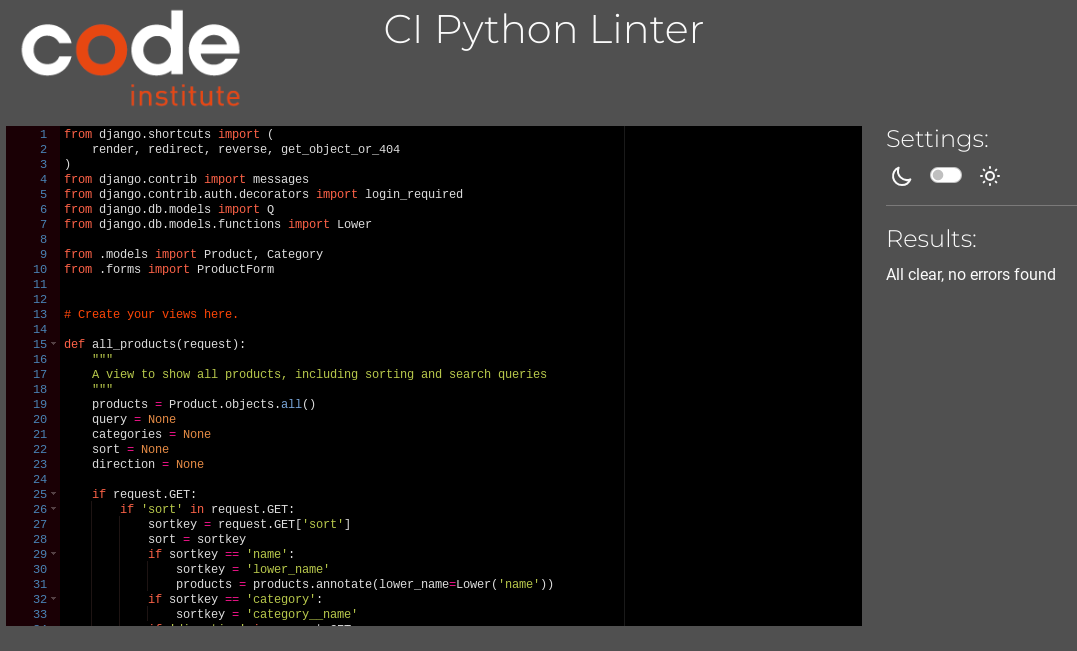 code
institute
CI Python Linter
1 from django.shortcuts import (
2     render, redirect, reverse, get_object_or_404
3 )
4 from django.contrib import messages
5 from django.contrib.auth.decorators import login_required
6 from django.db.models import Q
7 from django.db.models.functions import Lower
8
9 from .models import Product, Category
10 from .forms import ProductForm
11
12
13 # Create your views here.
14
15 def all_products(request):
16     """
17     A view to show all products, including sorting and search queries
18     """
19     products = Product.objects.all()
20     query = None
21     categories = None
22     sort = None
23     direction = None
24
25     if request.GET:
26         if 'sort' in request.GET:
27             sortkey = request.GET['sort']
28             sort = sortkey
29             if sortkey == 'name':
30                 sortkey = 'lower_name'
31                 products = products.annotate(lower_name=Lower('name'))
32             if sortkey == 'category':
33                 sortkey = 'category__name'
Settings:
Results:
All clear, no errors found